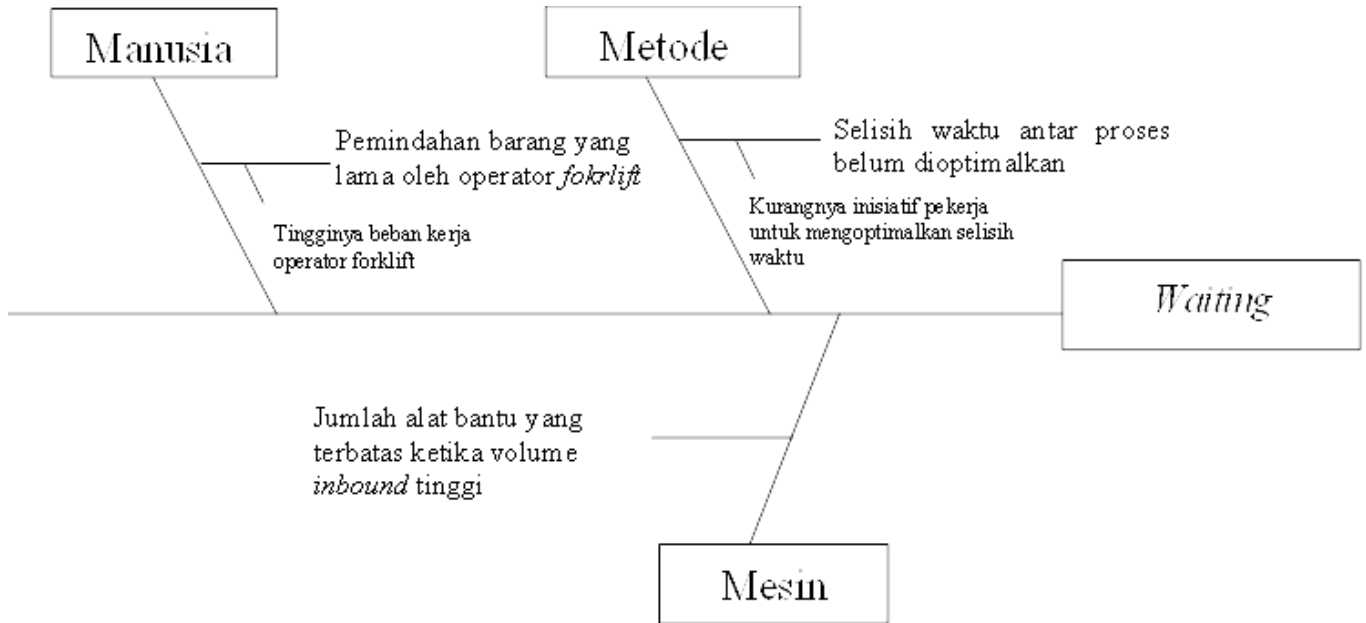 Manusia
Metode
Pemindahan barang yang
lama oleh operator fokrlift
Tingginya beban kerja
operator forklift
Selisih waktu antar proses
belum dioptimalkan
Kurangnya inisiatif pekerja
untuk mengoptimalkan selisih
waktu
Waiting
Jumlah alat bantu yang
terbatas ketika volume
inbound tinggi
Mesin